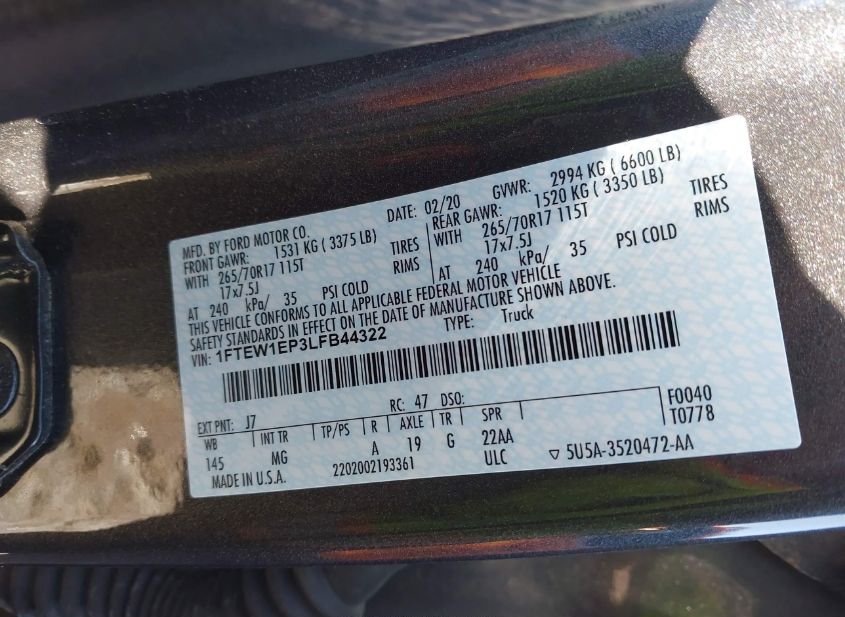 MFD. BY FORD MOTOR CO.
DATE: 02/20
GVWR: 2994 KG ( 6600 LB)
FRONT GAWR: 1531 KG ( 3375 LB)
REAR GAWR: 1520 KG ( 3350 LB)
WITH 265/70R17 115T TIRES
WITH 265/70R17 115T TIRES
17x7.5J RIMS
17x7.5J RIMS
AT 240 kPa/ 35 PSI COLD
AT 240 kPa/ 35 PSI COLD
THIS VEHICLE CONFORMS TO ALL APPLICABLE FEDERAL MOTOR VEHICLE
SAFETY STANDARDS IN EFFECT ON THE DATE OF MANUFACTURE SHOWN ABOVE.
VIN: 1FTEW1EP3LFB44322
TYPE: Truck
EXT PNT: J7 RC: 47 DSO: F0040
WB INT TR TP/PS R AXLE TR SPR T0778
145 MG A 19 G 22AA
MADE IN U.S.A. 2202002193361 ULC ▽ 5U5A-3520472-AA